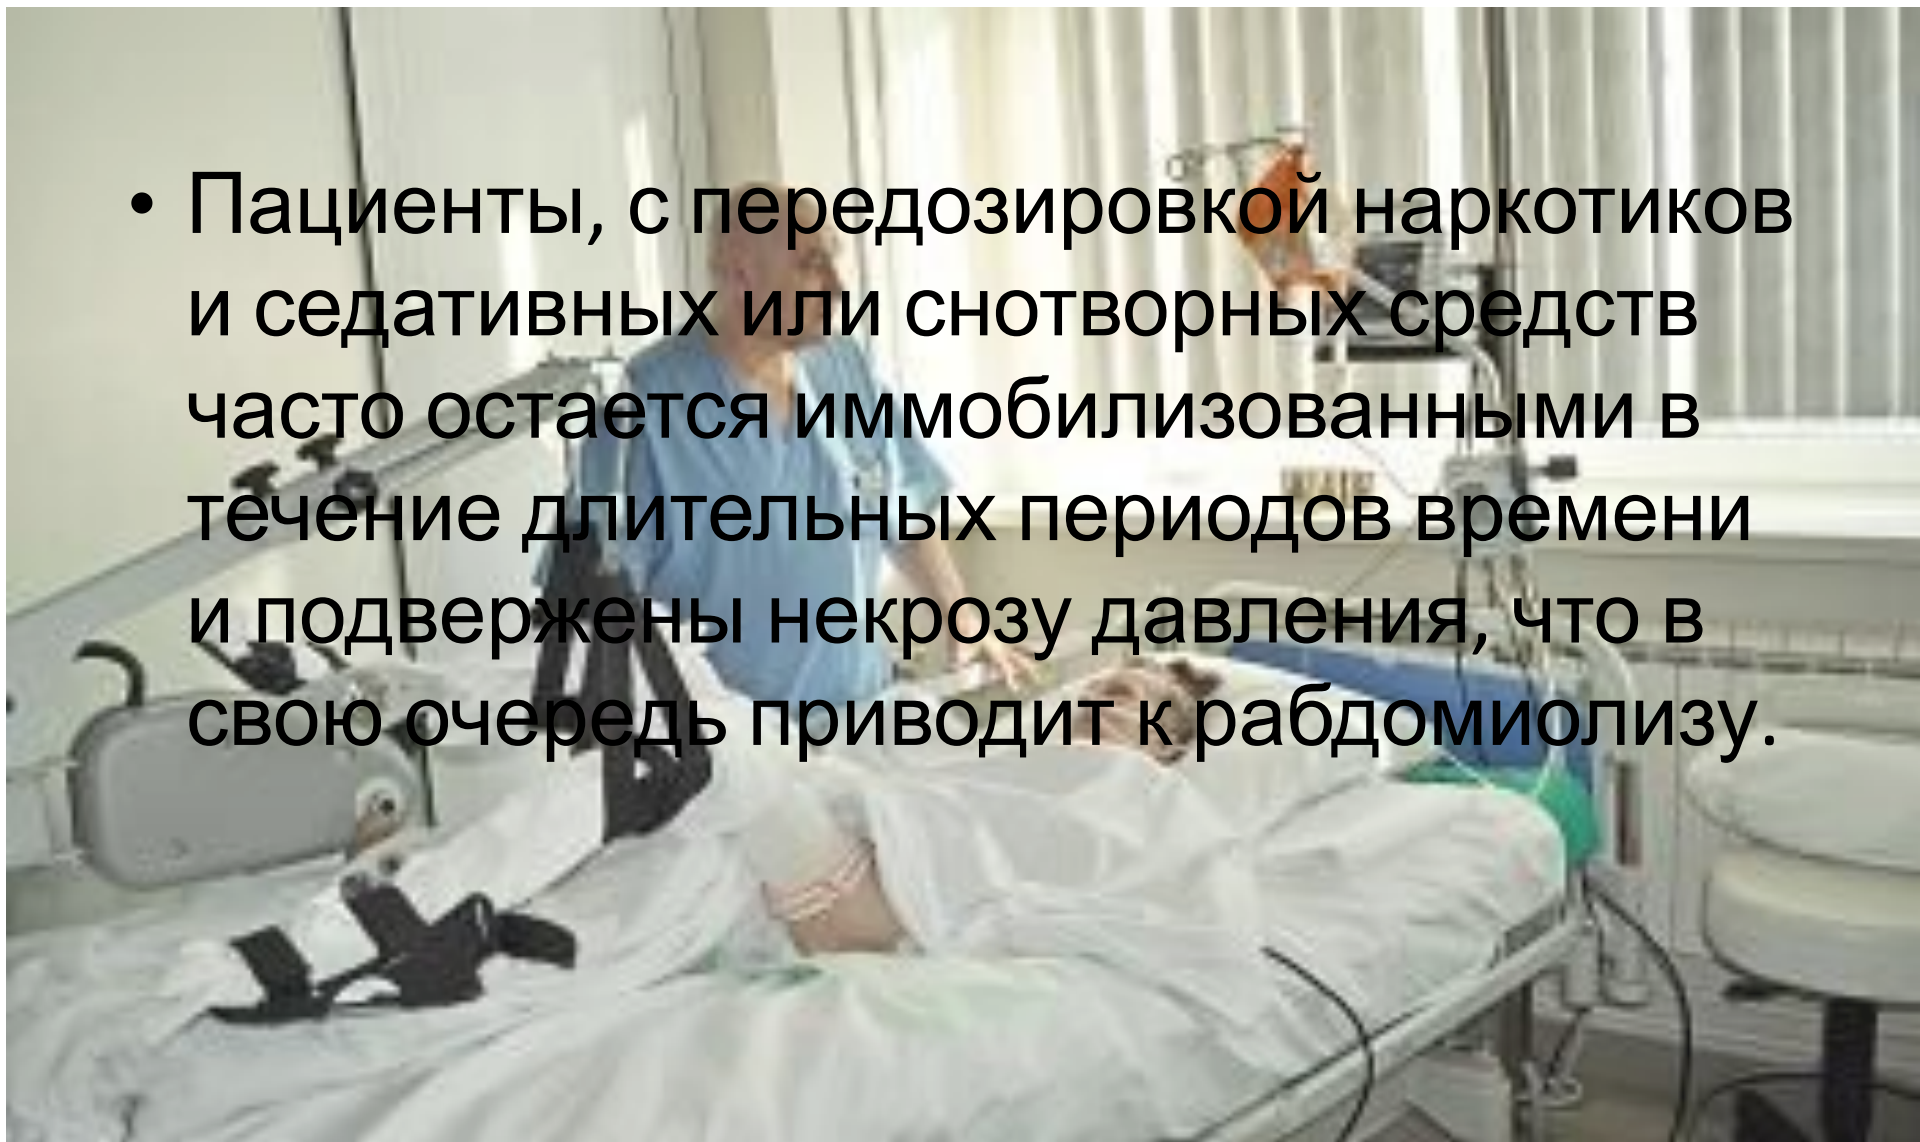 • Пациенты, с передозировкой наркотиков
и седативных или снотворных средств
часто остается иммобилизованными в
течение длительных периодов времени
и подвержены некрозу давления, что в
свою очередь приводит к рабдомиолизу.